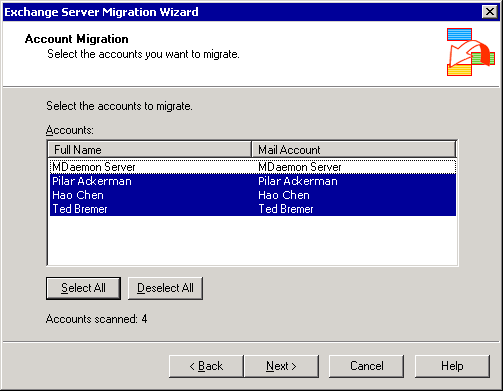 Exchange Server Migration Wizard
Account Migration
Select the accounts you want to migrate.
Select the accounts to migrate.
Accounts:
Full Name Mail Account
MDaemon Server MDaemon Server
Pilar Ackerman Pilar Ackerman
Hao Chen Hao Chen
Ted Bremer Ted Bremer
Select All Deselect All
Accounts scanned: 4
< Back Next > Cancel Help